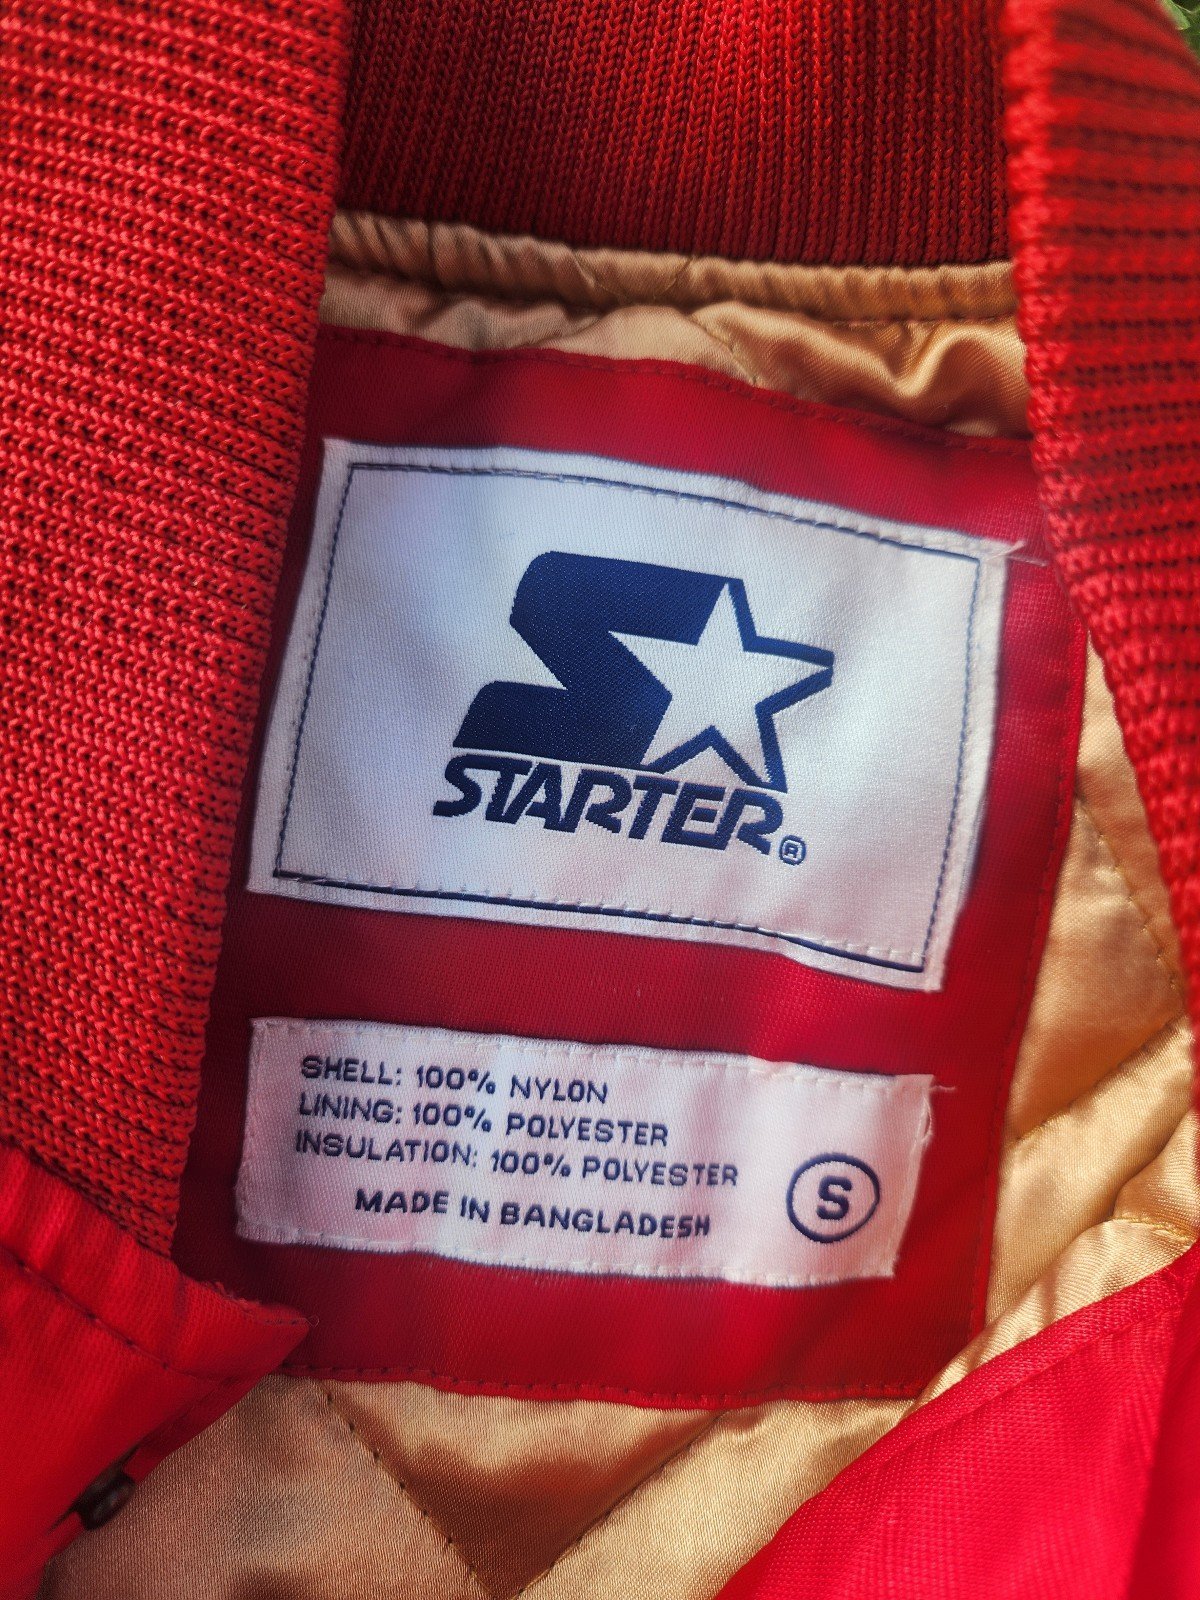 STARTER®
SHELL: 100% NYLON
LINING: 100% POLYESTER
INSULATION: 100% POLYESTER
MADE IN BANGLADESH
S